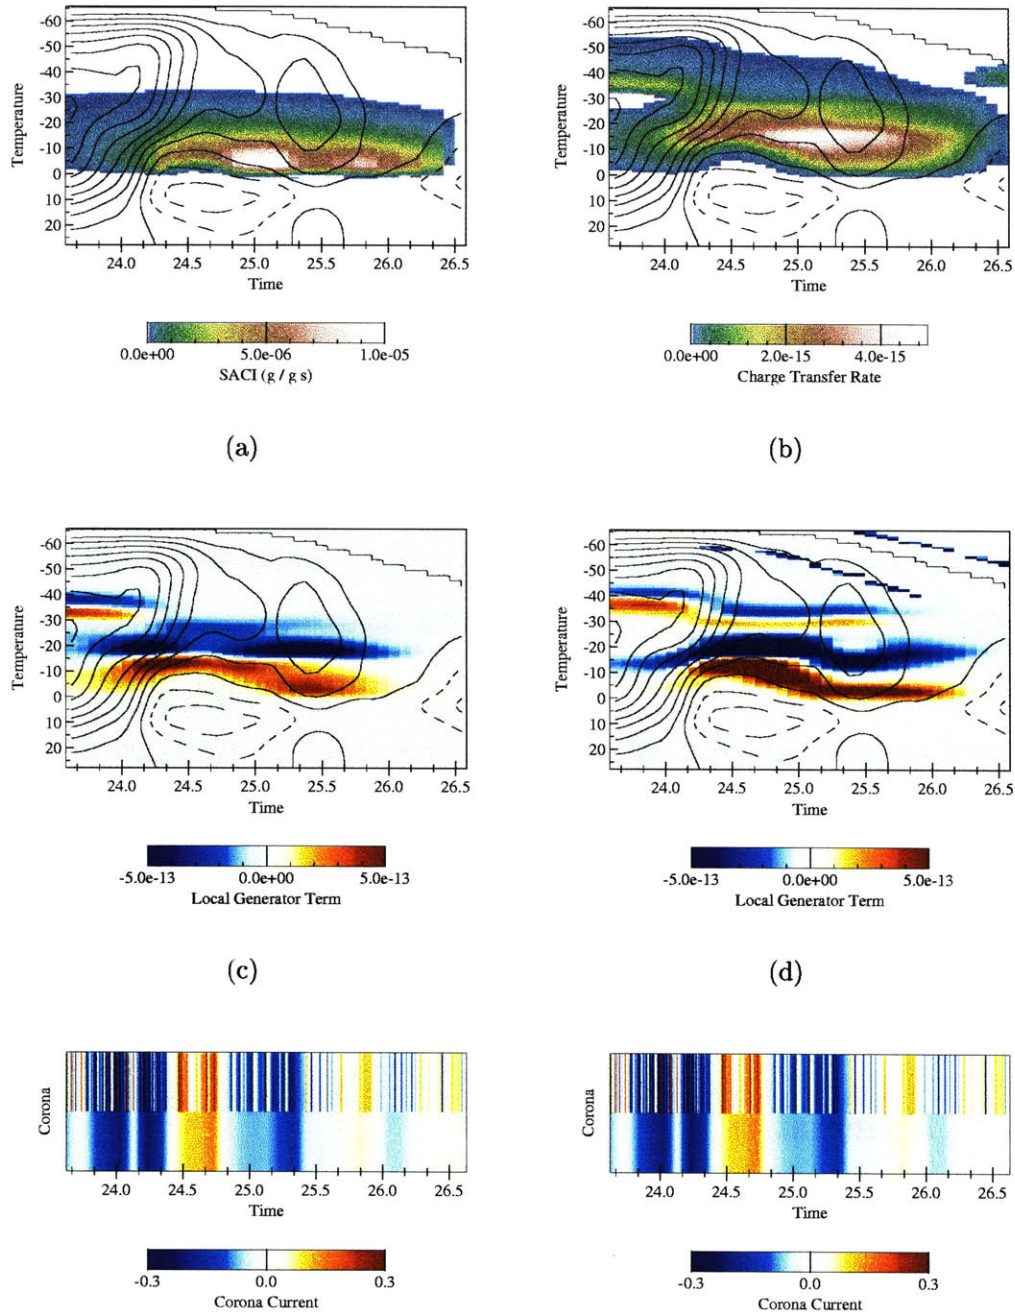 -60
-50
-40
-30
-20
-10
0
10
20
Temperature
24.0 24.5 25.0 25.5 26.0 26.5
Time
0.0e+00 5.0e-06 1.0e-05
SACI (g / g s)
(a)
-60
-50
-40
-30
-20
-10
0
10
20
Temperature
24.0 24.5 25.0 25.5 26.0 26.5
Time
0.0e+00 2.0e-15 4.0e-15
Charge Transfer Rate
(b)
-60
-50
-40
-30
-20
-10
0
10
20
Temperature
24.0 24.5 25.0 25.5 26.0 26.5
Time
-5.0e-13 0.0e+00 5.0e-13
Local Generator Term
(c)
-60
-50
-40
-30
-20
-10
0
10
20
Temperature
24.0 24.5 25.0 25.5 26.0 26.5
Time
-5.0e-13 0.0e+00 5.0e-13
Local Generator Term
(d)
Corona
24.0 24.5 25.0 25.5 26.0 26.5
Time
-0.3 0.0 0.3
Corona Current
Corona
24.0 24.5 25.0 25.5 26.0 26.5
Time
-0.3 0.0 0.3
Corona Current